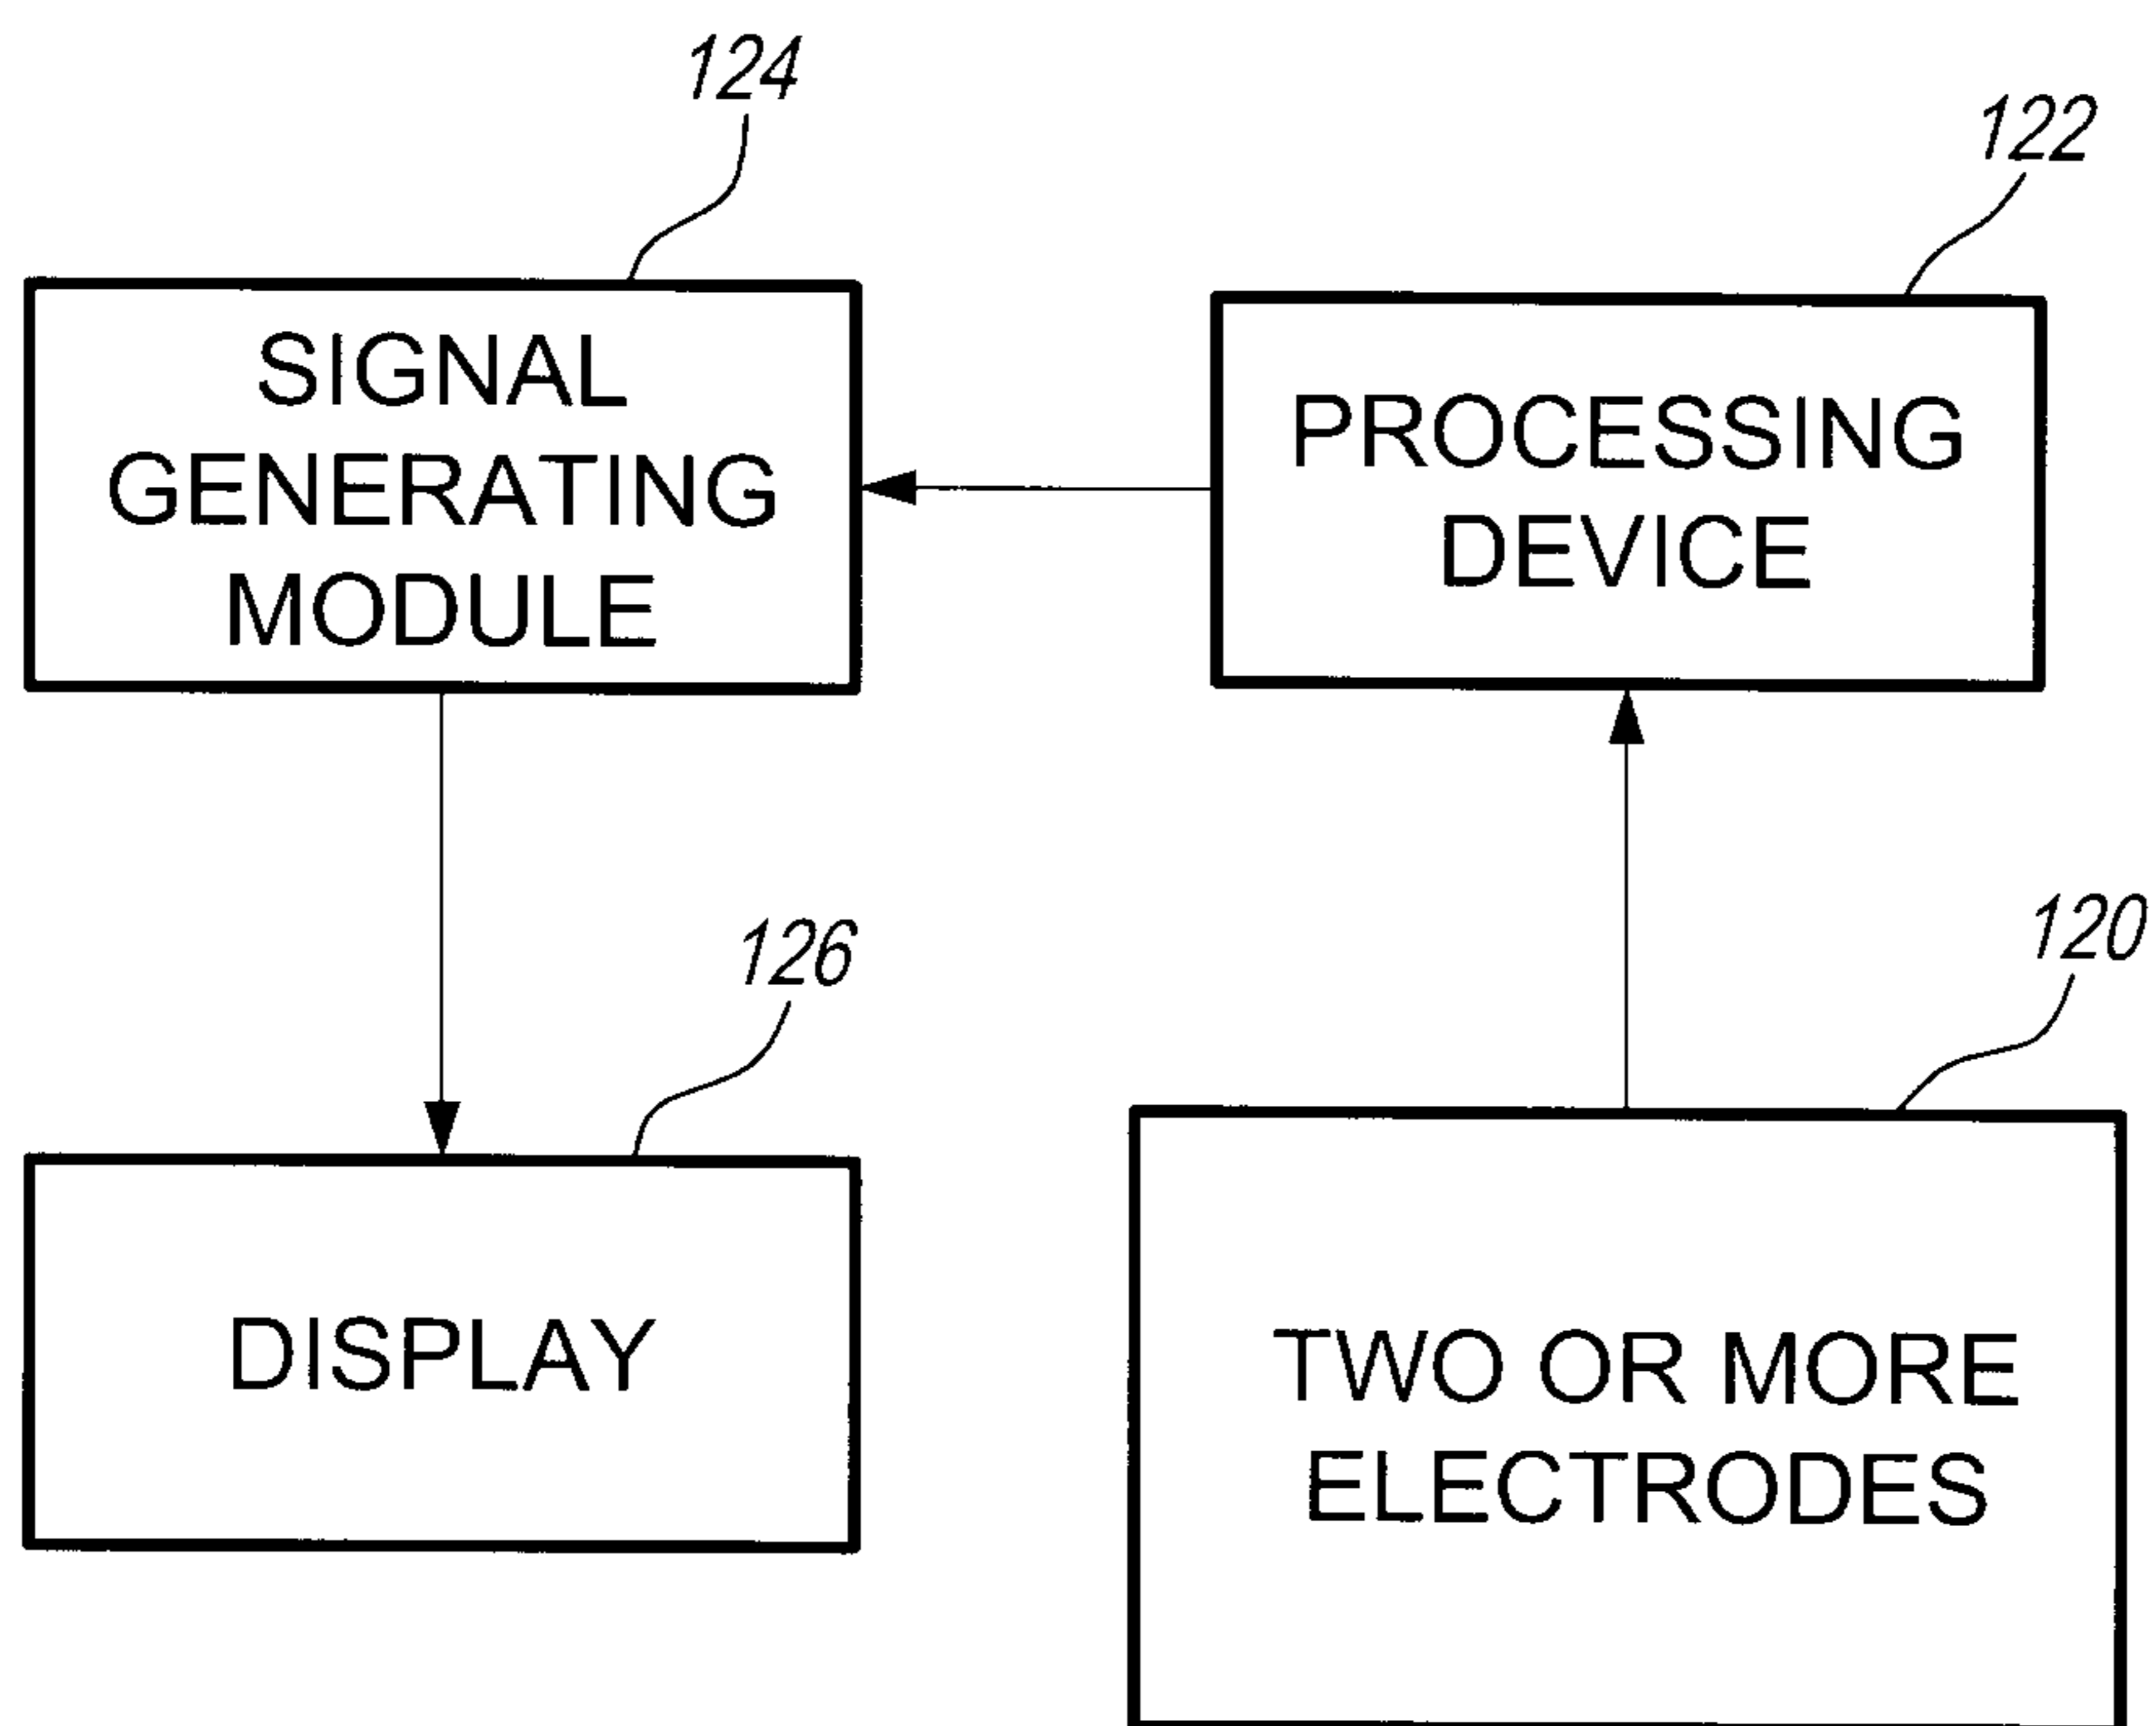 124
122
SIGNAL
GENERATING
MODULE
PROCESSING
DEVICE
126
120
DISPLAY
TWO OR MORE
ELECTRODES